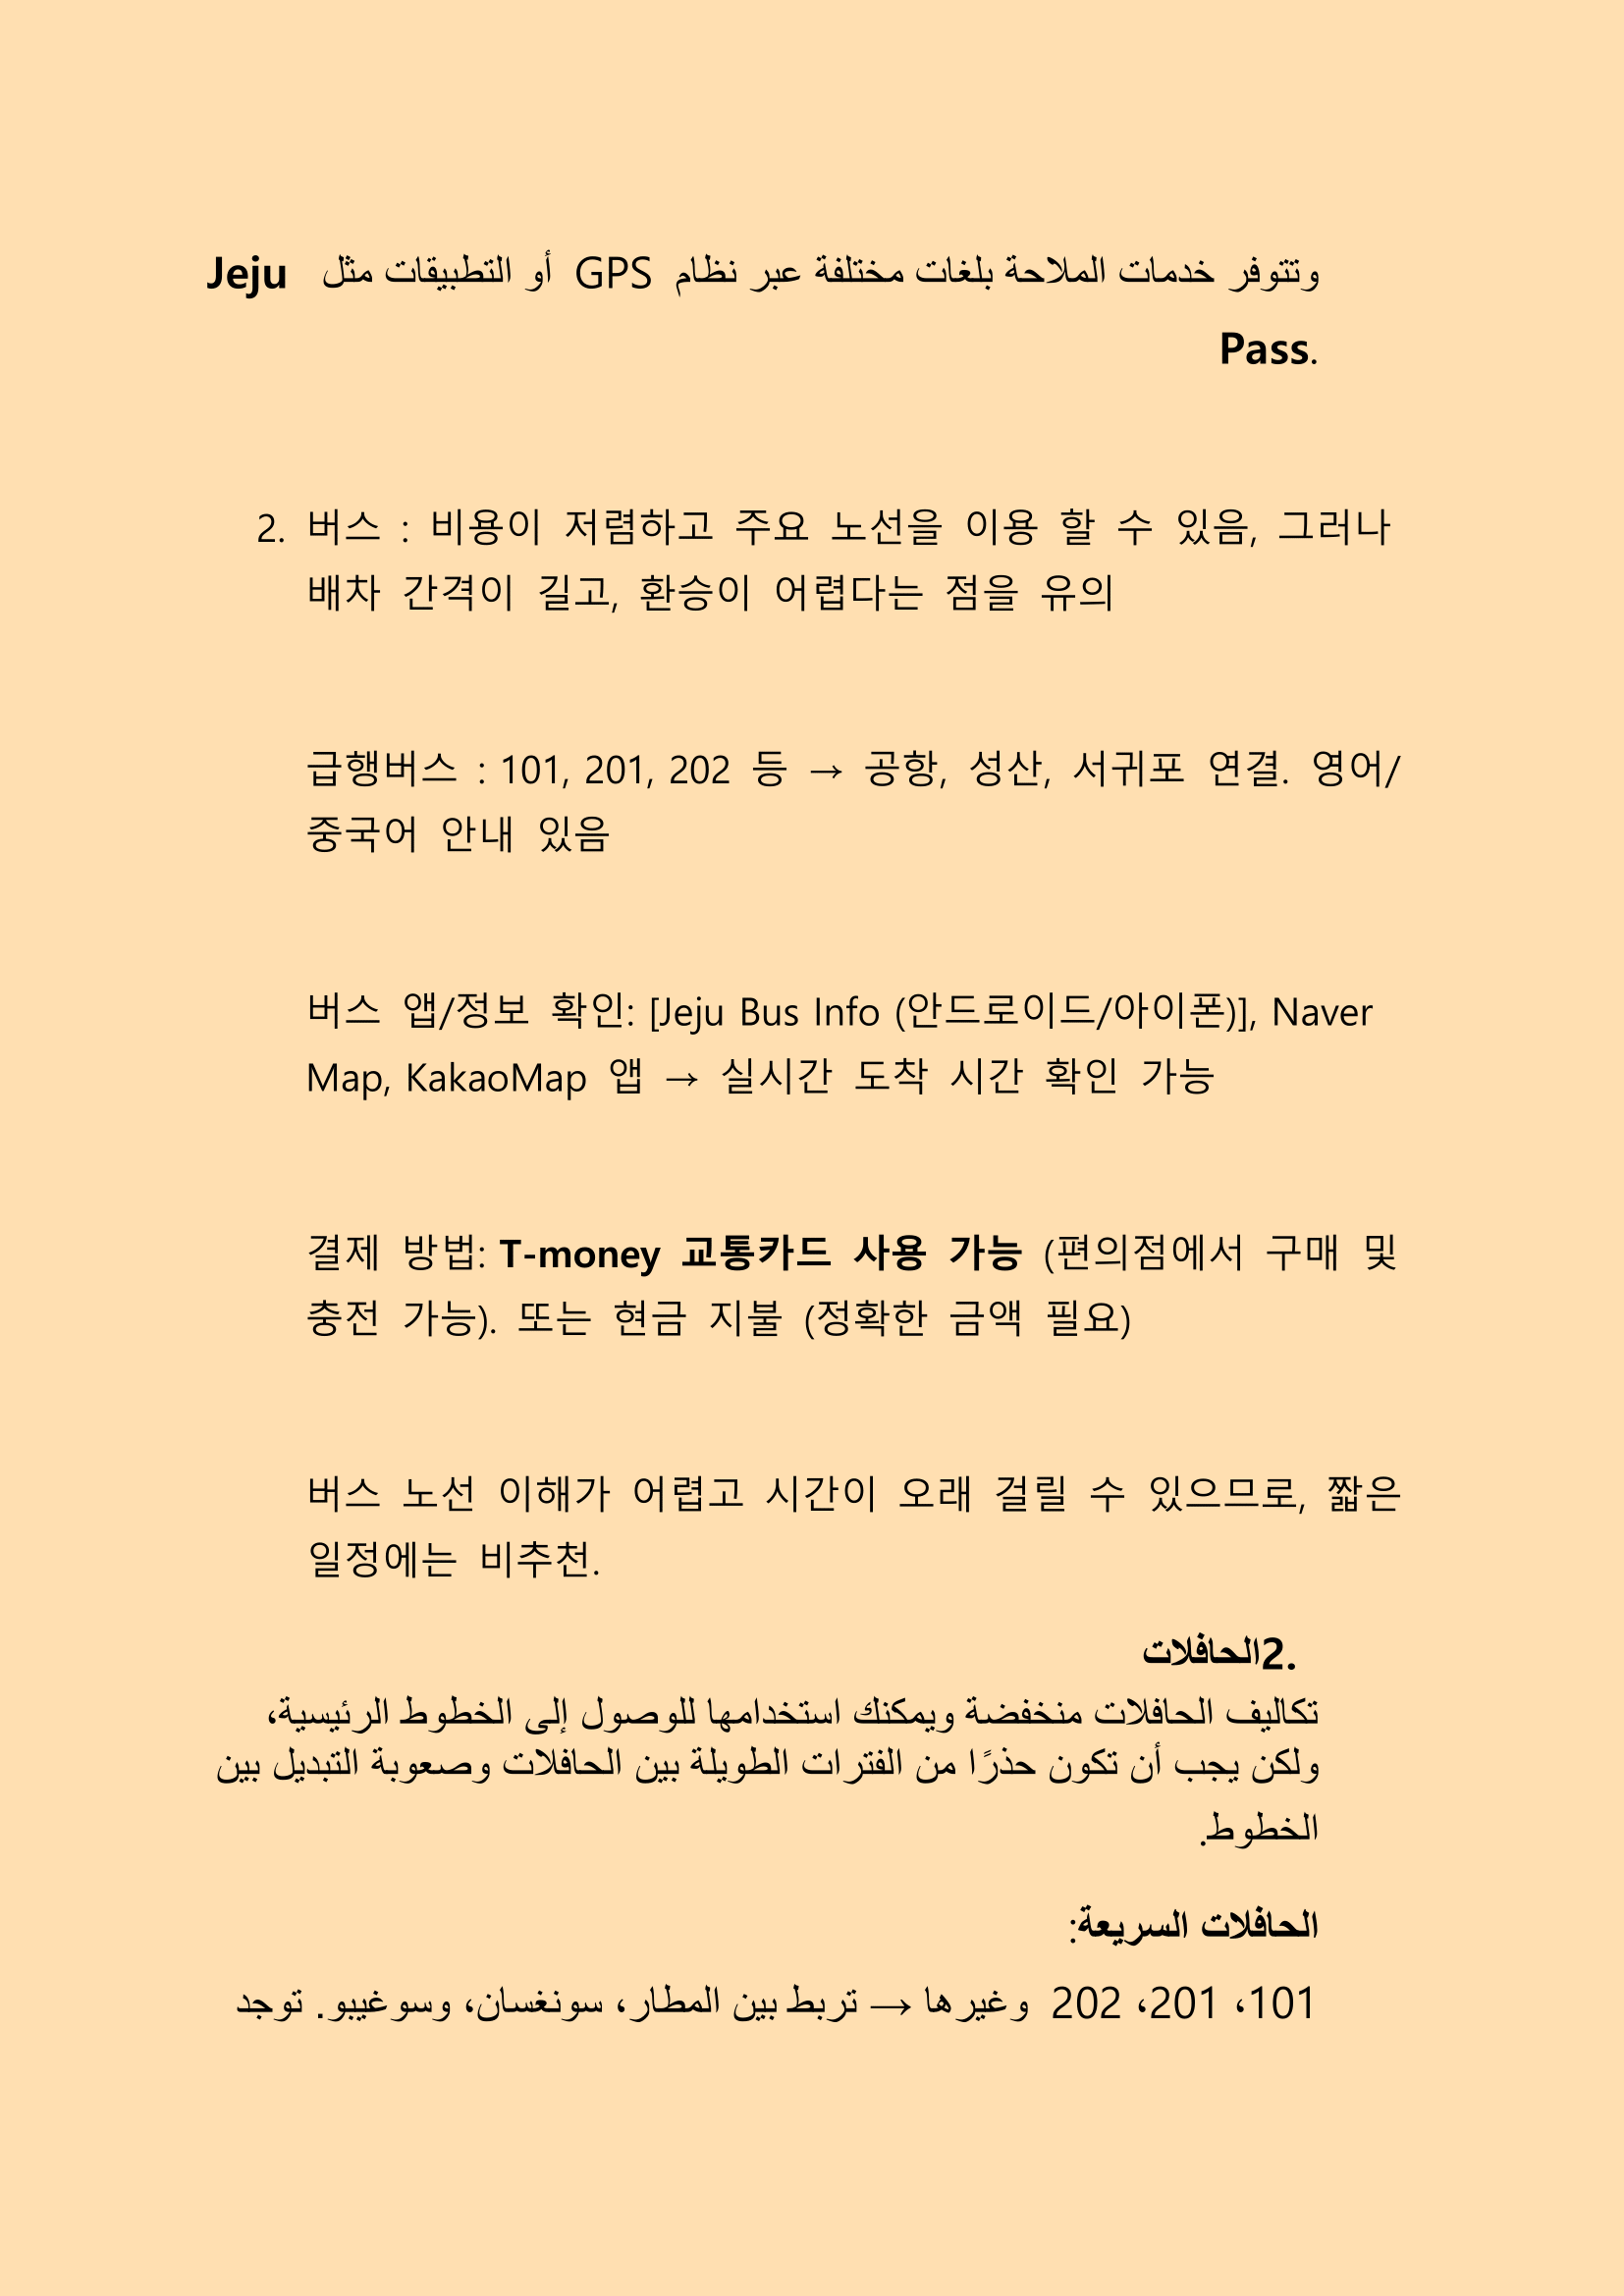 وتتوفر خدمات الملاحة بلغات مختلفة عبر نظام GPS أو التطبيقات مثل Jeju
Pass.
2. 버스 : 비용이 저렴하고 주요 노선을 이용 할 수 있음, 그러나
배차 간격이 길고, 환승이 어렵다는 점을 유의
급행버스 : 101, 201, 202 등 → 공항, 성산, 서귀포 연결. 영어/
중국어 안내 있음
버스 앱/정보 확인: [Jeju Bus Info (안드로이드/아이폰)], Naver
Map, KakaoMap 앱 → 실시간 도착 시간 확인 가능
결제 방법: T-money 교통카드 사용 가능 (편의점에서 구매 및
충전 가능). 또는 현금 지불 (정확한 금액 필요)
버스 노선 이해가 어렵고 시간이 오래 걸릴 수 있으므로, 짧은
일정에는 비추천.
.2الحافلات
تكاليف الحافلات منخفضة ويمكنك استخدامها للوصول إلى الخطوط الرئيسية،
ولكن يجب أن تكون حذرًا من الفترات الطويلة بين الحافلات وصعوبة التبديل بين
الخطوط.
الحافلات السريعة:
101، 201، 202 وغيرها → تربط بين المطار، سونغسان، وسوغيبو. توجد